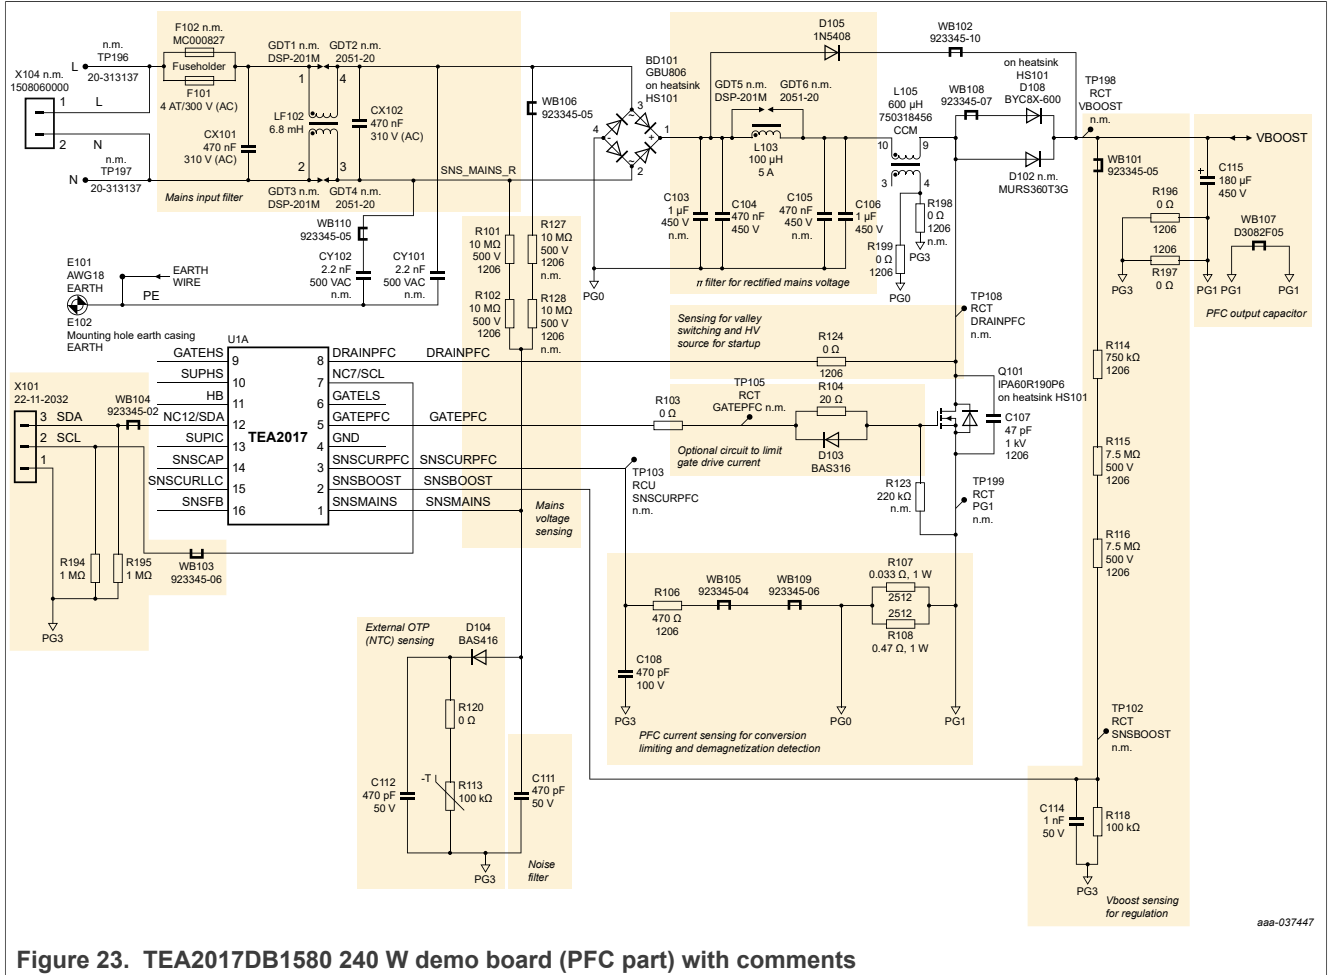 F102 n.m.
MC000827
Fuseholder
F101
4 AT/300 V (AC)
n.m.
TP196
20-313137
L
X104 n.m.
1508060000
1
L
2
N
n.m.
TP197
20-313137
N
CX101
470 nF
310 V (AC)
GDT1 n.m.
DSP-201M
GDT2 n.m.
2051-20
1
4
LF102
6.8 mH
2
3
CX102
470 nF
310 V (AC)
GDT3 n.m.
DSP-201M
GDT4 n.m.
2051-20
Mains input filter
SNS_MAINS_R
WB106
923345-05
BD101
GBU806
on heatsink
HS101
3
4
1
2
~
~
-
+
D105
1N5408
WB102
923345-10
GDT5 n.m.
DSP-201M
GDT6 n.m.
2051-20
L103
100 µH
5 A
C103
1 µF
450 V
n.m.
C104
470 nF
450 V
C105
470 nF
450 V
n.m.
C106
1 µF
450 V
π filter for rectified mains voltage
PG0
L105
600 µH
750318456
CCM
10
9
3
4
WB108
923345-07
on heatsink
HS101
D108
BYC8X-600
D102 n.m.
MURS360T3G
TP198
RCT
VBOOST
n.m.
VBOOST
R198
0 Ω
1206
n.m.
PG3
R199
0 Ω
1206
PG0
WB101
923345-05
R196
0 Ω
1206
1206
R197
0 Ω
PG3
PG1
+
C115
180 µF
450 V
WB107
D3082F05
PG1
PG1
PFC output capacitor
WB110
923345-05
CY102
2.2 nF
500 VAC
n.m.
CY101
2.2 nF
500 VAC
n.m.
R101
10 MΩ
500 V
1206
R127
10 MΩ
500 V
1206
n.m.
R102
10 MΩ
500 V
1206
R128
10 MΩ
500 V
1206
n.m.
E101
AWG18
EARTH
EARTH
WIRE
PE
E102
Mounting hole earth casing
EARTH
Sensing for valley
switching and HV
source for startup
TP108
RCT
DRAINPFC
n.m.
R124
0 Ω
1206
U1A
TEA2017
GATEHS
9
SUPHS
10
HB
11
NC12/SDA
12
SUPIC
13
SNSCAP
14
SNSCURLLC
15
SNSFB
16
8
DRAINPFC
DRAINPFC
7
NC7/SCL
6
GATELS
5
GATEPFC
GATEPFC
4
GND
3
SNSCURPFC
SNSCURPFC
2
SNSBOOST
SNSBOOST
1
SNSMAINS
SNSMAINS
X101
22-11-2032
3
SDA
2
SCL
1
WB104
923345-02
R194
1 MΩ
R195
1 MΩ
WB103
923345-06
PG3
Mains
voltage
sensing
R103
0 Ω
TP105
RCT
GATEPFC n.m.
R104
20 Ω
D103
BAS316
Optional circuit to limit
gate drive current
Q101
IPA60R190P6
on heatsink HS101
C107
47 pF
1 kV
1206
R123
220 kΩ
n.m.
TP199
RCT
PG1
n.m.
TP103
RCU
SNSCURPFC
n.m.
R106
470 Ω
1206
WB105
923345-04
WB109
923345-06
R107
0.033 Ω, 1 W
2512
2512
R108
0.47 Ω, 1 W
C108
470 pF
100 V
PG3
PG0
PG1
PFC current sensing for conversion
limiting and demagnetization detection
R114
750 kΩ
1206
R115
7.5 MΩ
500 V
1206
R116
7.5 MΩ
500 V
1206
TP102
RCT
SNSBOOST
n.m.
C114
1 nF
50 V
R118
100 kΩ
PG3
Vboost sensing
for regulation
External OTP
(NTC) sensing
D104
BAS416
R120
0 Ω
C112
470 pF
50 V
-T
R113
100 kΩ
C111
470 pF
50 V
PG3
Noise
filter
aaa-037447
Figure 23. TEA2017DB1580 240 W demo board (PFC part) with comments